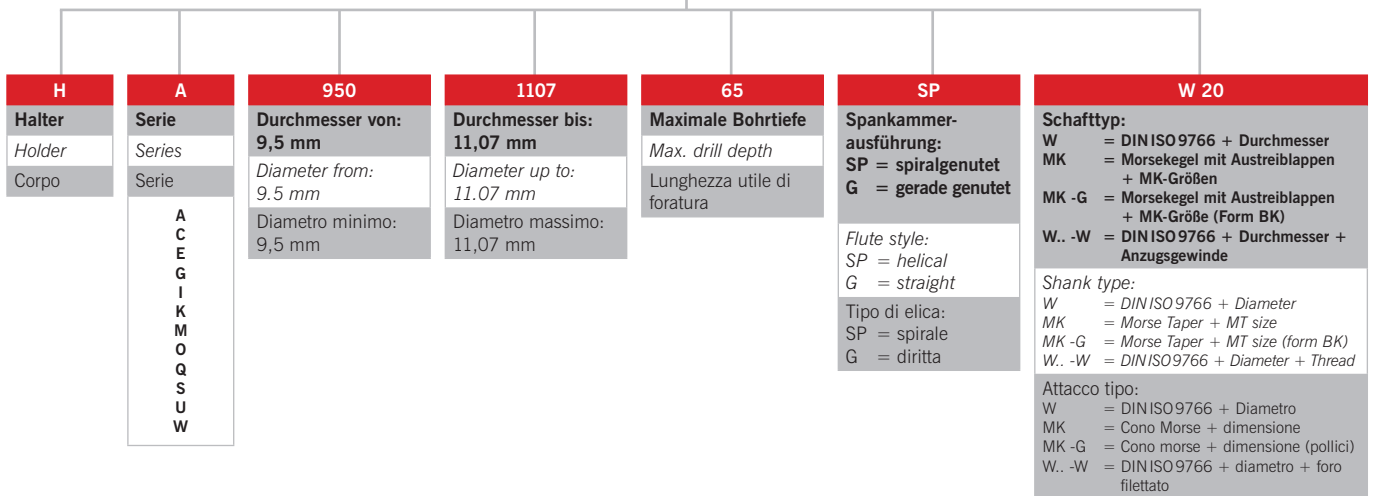 H
Halter
Holder
Corpo
A
Serie
Series
Serie
A
C
E
G
I
K
M
O
Q
S
U
W
950
Durchmesser von:
9,5 mm
Diameter from:
9.5 mm
Diametro minimo:
9,5 mm
1107
Durchmesser bis:
11,07 mm
Diameter up to:
11.07 mm
Diametro massimo:
11,07 mm
65
Maximale Bohrtiefe
Max. drill depth
Lunghezza utile di
foratura
SP
Spankammer-
ausführung:
SP = spiralgenutet
G = gerade genutet
Flute style:
SP = helical
G = straight
Tipo di elica:
SP = spirale
G = diritta
W 20
Schafttyp:
W = DIN ISO 9766 + Durchmesser
MK = Morsekegel mit Austreiblappen
+ MK-Größen
MK -G = Morsekegel mit Austreiblappen
+ MK-Größe (Form BK)
W.. -W = DIN ISO 9766 + Durchmesser +
Anzugsgewinde
Shank type:
W = DIN ISO 9766 + Diameter
MK = Morse Taper + MT size
MK -G = Morse Taper + MT size (form BK)
W.. -W = DIN ISO 9766 + Diameter + Thread
Attacco tipo:
W = DIN ISO 9766 + Diametro
MK = Cono Morse + dimensione
MK -G = Cono morse + dimensione (pollici)
W.. -W = DIN ISO 9766 + diametro + foro
filettato